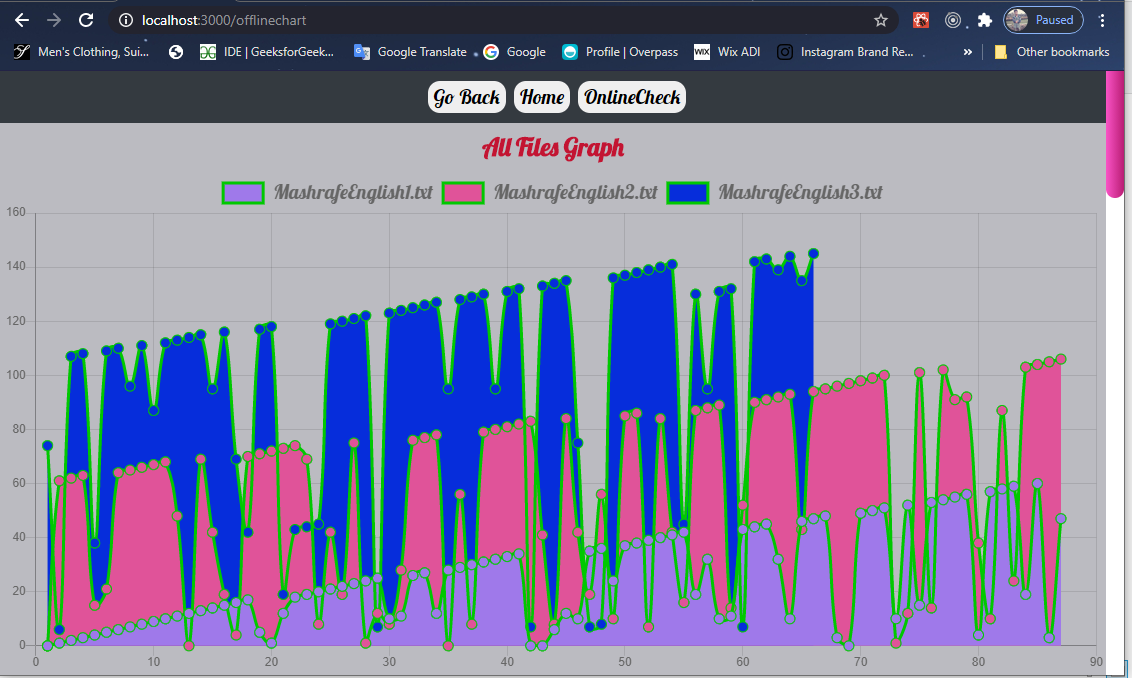 localhost:3000/offlinechart
Paused
Men's Clothing, Sui...
IDE | GeeksforGeek...
Google Translate
Google
Profile | Overpass
WIX
Wix ADI
Instagram Brand Re...
»
Other bookmarks
Go Back
Home
OnlineCheck
All Files Graph
MashrafeEnglish1.txt
MashrafeEnglish2.txt
MashrafeEnglish3.txt
160
140
120
100
80
60
40
20
0
0 10 20 30 40 50 60 70 80 90